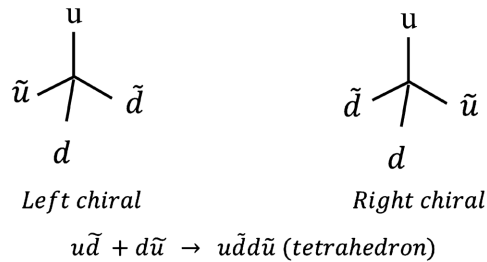 u u
ũ d̃ d̃ ũ
d d
Left chiral Right chiral
ud̃ + dũ → ud̃dũ (tetrahedron)